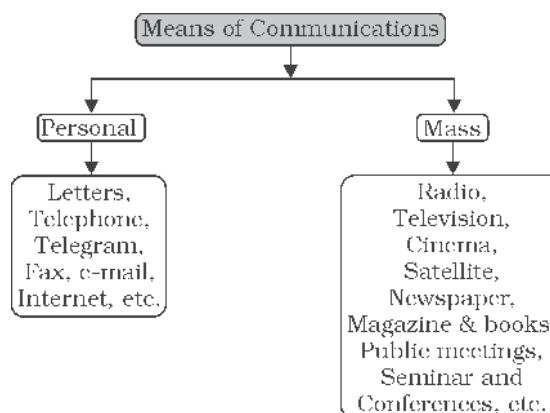 Means of Communications
Personal
Mass
Letters,
Telephone,
Telegram,
Fax, e-mail,
Internet, etc.
Radio,
Television,
Cinema,
Satellite,
Newspaper,
Magazine & books
Public meetings,
Seminar and
Conferences, etc.